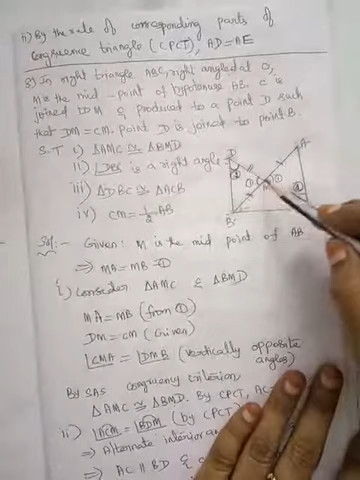 ii) By the rule of corresponding parts of
congruence triangle (CPCT), AD=AE
8) In right triangle ABC, right angled at C,
M is the mid-point of hypotenuse AB. C is
joined to M & produced to a point D such
that DM = CM. point D is joined to point B.
S.T i) ΔAMC ≅ ΔBMD
ii) ∠DBC is a right angle
iii) ΔDBC ≅ ΔACB
iv) CM = 1/2 AB
D
A
M
B
Sol:- Given: M is the mid point of AB
⇒ MA = MB -①
i) Consider ΔAMC & ΔBMD
MA = MB (from ①)
DM = CM (Given)
∠CMA = ∠DMB (vertically opposite
angles)
By SAS congruency criterion,
ΔAMC ≅ ΔBMD. By CPCT, AC =
ii) ∠ACM = ∠BDM (by CPCT)
⇒ Alternate interior
⇒ AC ∥ BD &